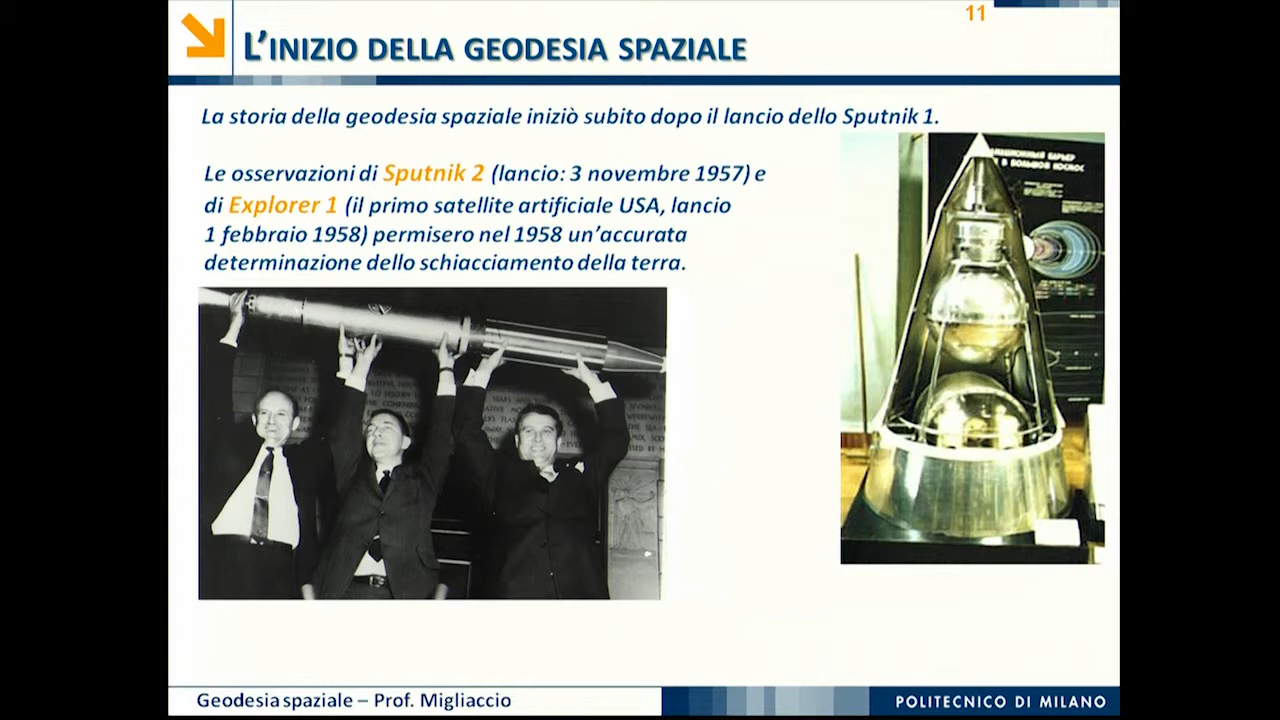 11
L'INIZIO DELLA GEODESIA SPAZIALE
La storia della geodesia spaziale iniziò subito dopo il lancio dello Sputnik 1.
Le osservazioni di Sputnik 2 (lancio: 3 novembre 1957) e
di Explorer 1 (il primo satellite artificiale USA, lancio
1 febbraio 1958) permisero nel 1958 un'accurata
determinazione dello schiacciamento della terra.
Geodesia spaziale – Prof. Migliaccio
POLITECNICO DI MILANO